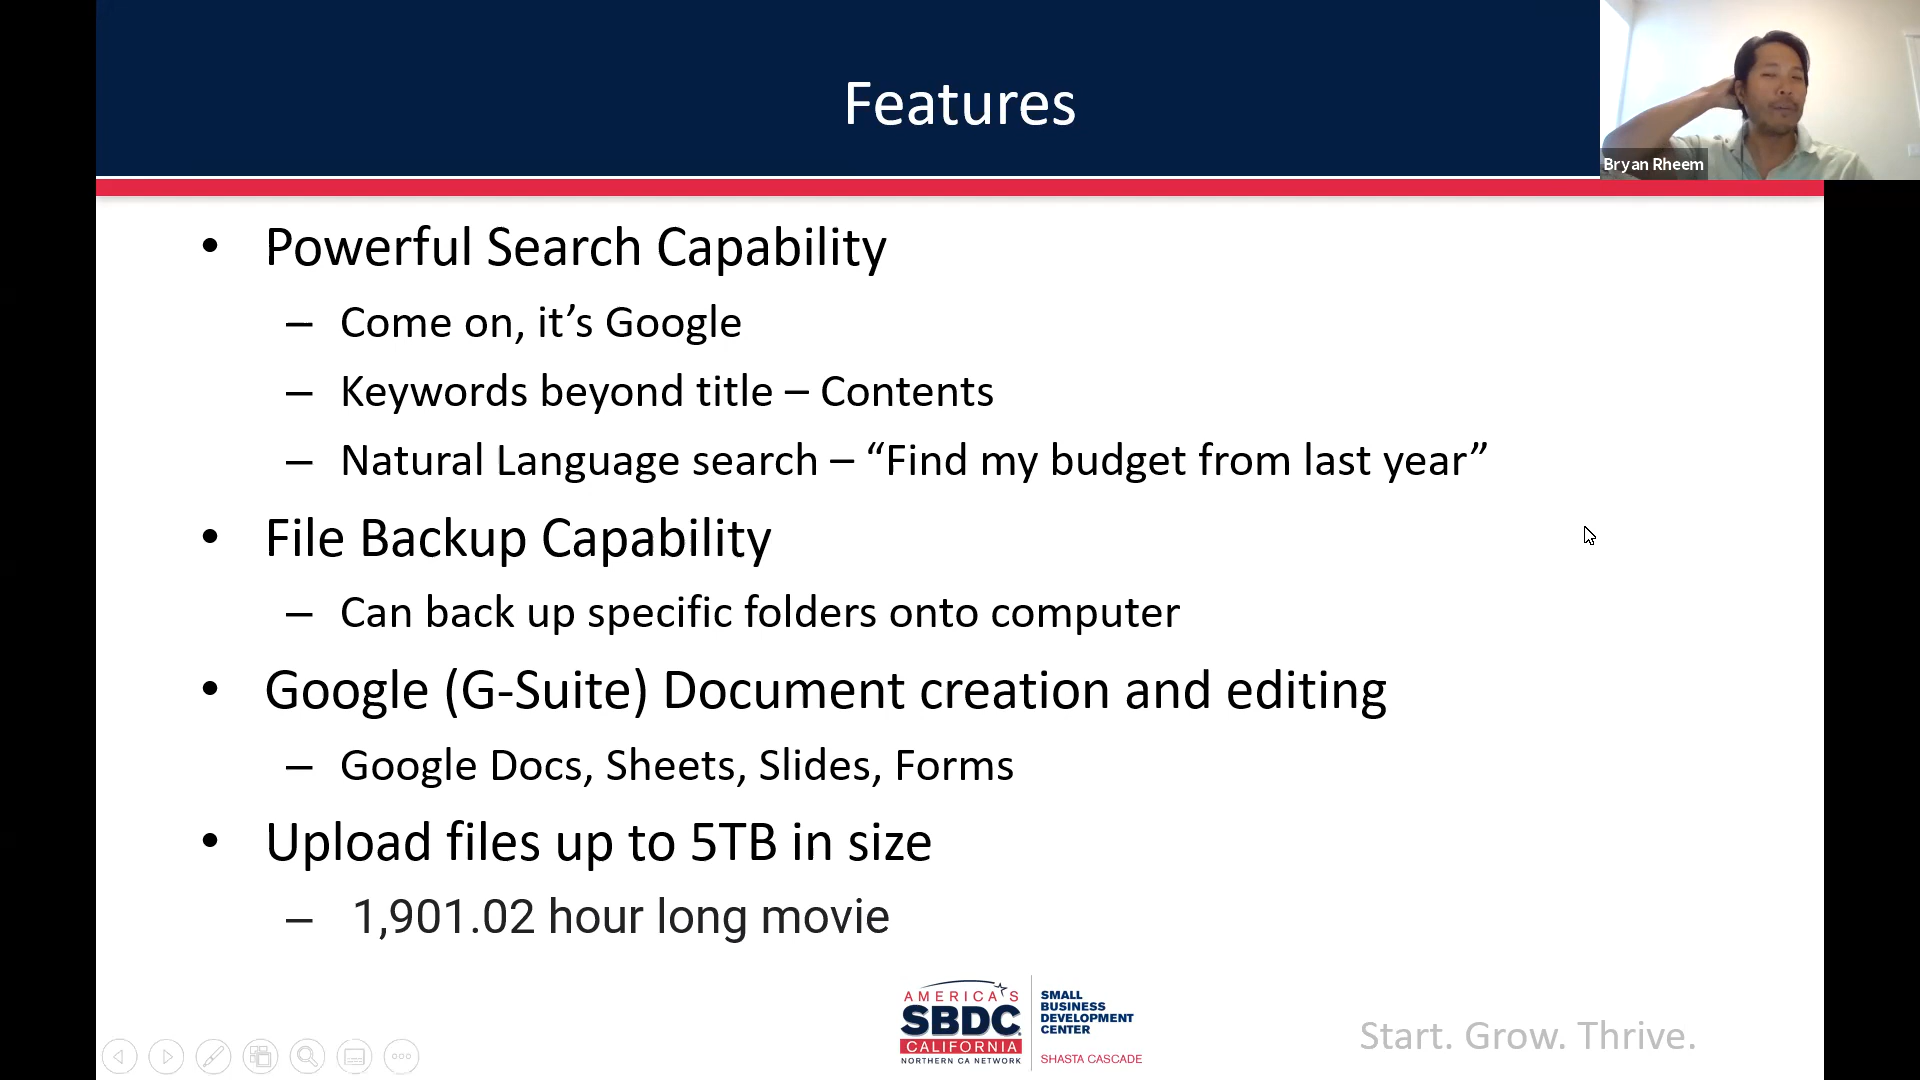 Features
Bryan Rheem
• Powerful Search Capability
– Come on, it’s Google
– Keywords beyond title – Contents
– Natural Language search – “Find my budget from last year”
• File Backup Capability
– Can back up specific folders onto computer
• Google (G-Suite) Document creation and editing
– Google Docs, Sheets, Slides, Forms
• Upload files up to 5TB in size
– 1,901.02 hour long movie
AMERICA'S
SBDC
CALIFORNIA
NORTHERN CA NETWORK
SMALL
BUSINESS
DEVELOPMENT
CENTER
SHASTA CASCADE
Start. Grow. Thrive.